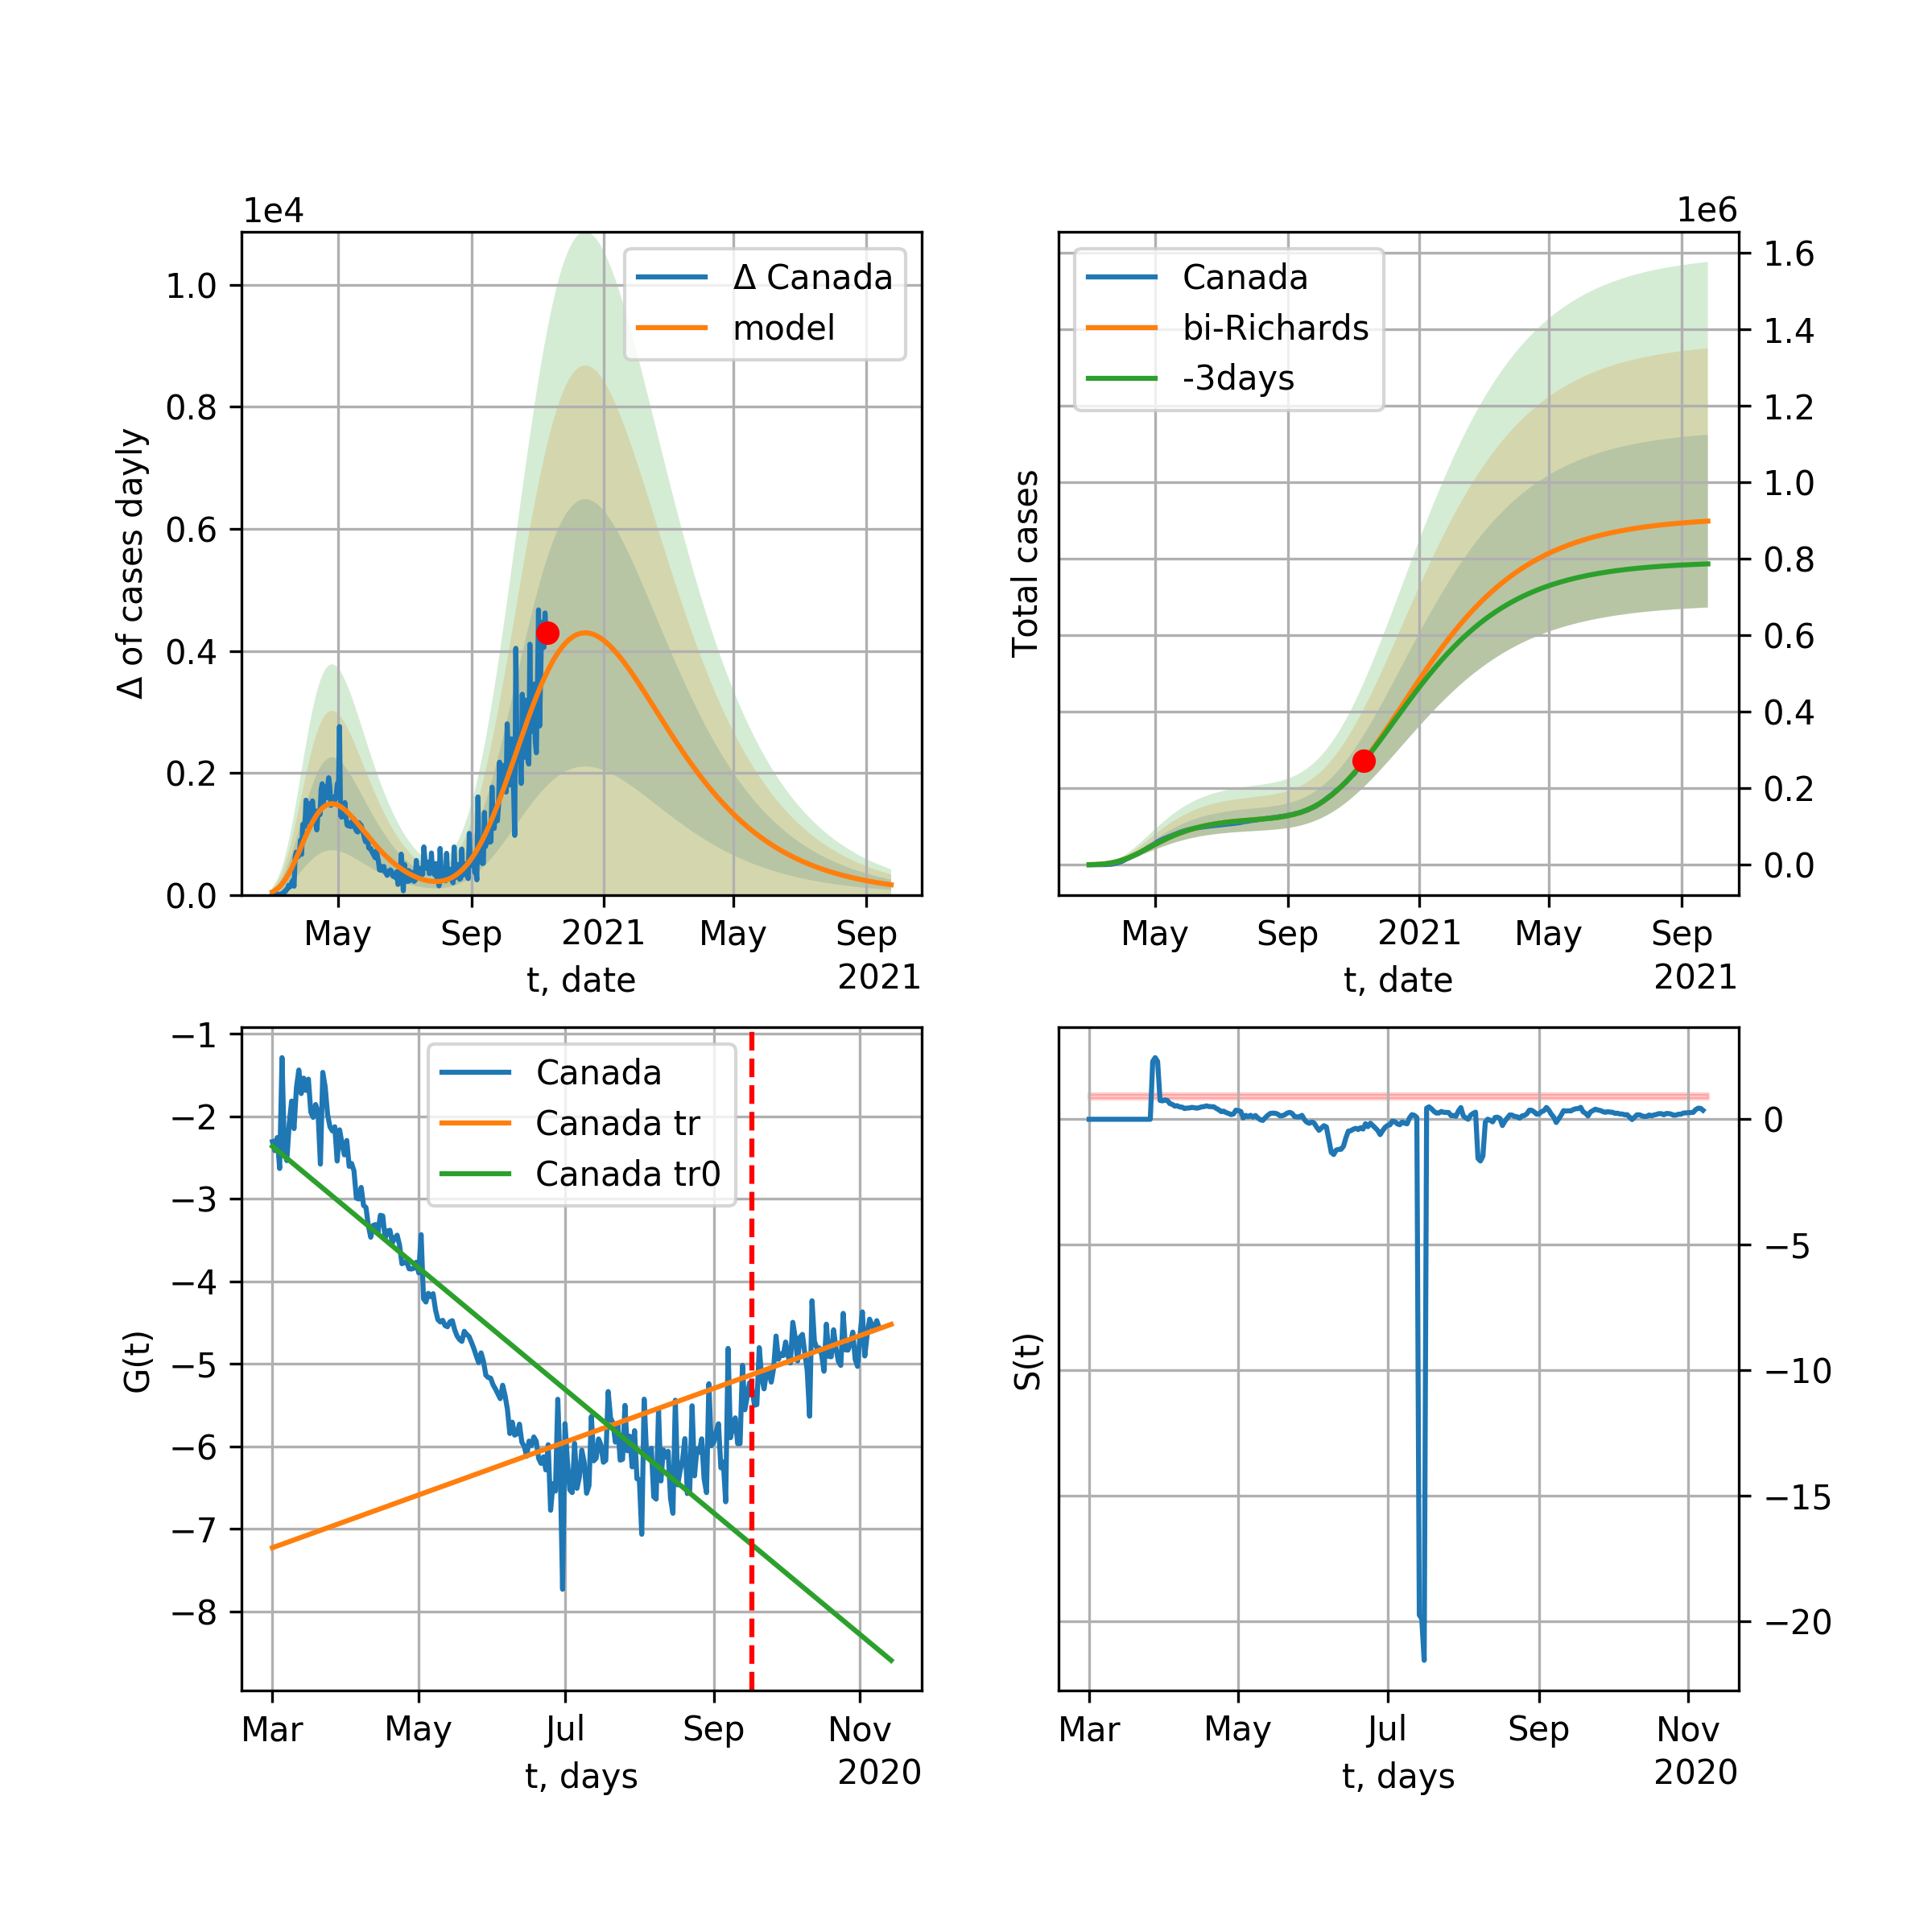 1e4
Δ of cases dayly
1.0
0.8
0.6
0.4
0.2
0.0
Δ Canada
model
May
Sep
2021
May
Sep
t, date
2021
1e6
Total cases
Canada
bi-Richards
-3days
1.6
1.4
1.2
1.0
0.8
0.6
0.4
0.2
0.0
May
Sep
2021
May
Sep
t, date
2021
G(t)
−1
−2
−3
−4
−5
−6
−7
−8
Canada
Canada tr
Canada tr0
Mar
May
Jul
Sep
Nov
t, days
2020
S(t)
0
−5
−10
−15
−20
Mar
May
Jul
Sep
Nov
t, days
2020